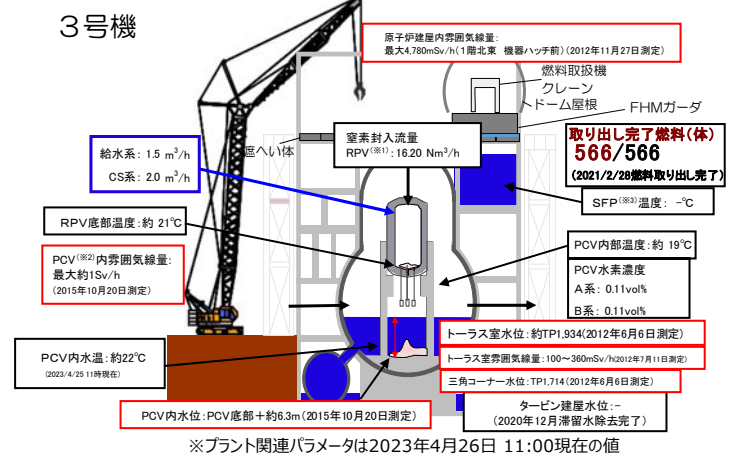 3号機
原子炉建屋内雰囲気線量:
最大4,780mSv/h(1階北東 機器ハッチ前)(2012年11月27日測定)
燃料取扱機
クレーン
ドーム屋根
FHMガーダ
遮へい体
取り出し完了燃料(体)
566/566
(2021/2/28燃料取り出し完了)
給水系: 1.5 m³/h
CS系: 2.0 m³/h
窒素封入流量
RPV(※1): 16.20 Nm³/h
SFP(※3)温度: -℃
RPV底部温度: 約 21℃
PCV(※2)内雰囲気線量:
最大約1Sv/h
(2015年10月20日測定)
PCV内部温度: 約 19℃
PCV水素濃度
A系: 0.11vol%
B系: 0.11vol%
トーラス室水位: 約TP1,934(2012年6月6日測定)
トーラス室雰囲気線量: 100～360mSv/h(2012年7月11日測定)
三角コーナー水位: TP1,714(2012年6月6日測定)
PCV内水温: 約22℃
(2023/4/25 11時現在)
PCV内水位: PCV底部+約6.3m(2015年10月20日測定)
タービン建屋水位: -
(2020年12月滞留水除去完了)
※プラント関連パラメータは2023年4月26日 11:00現在の値